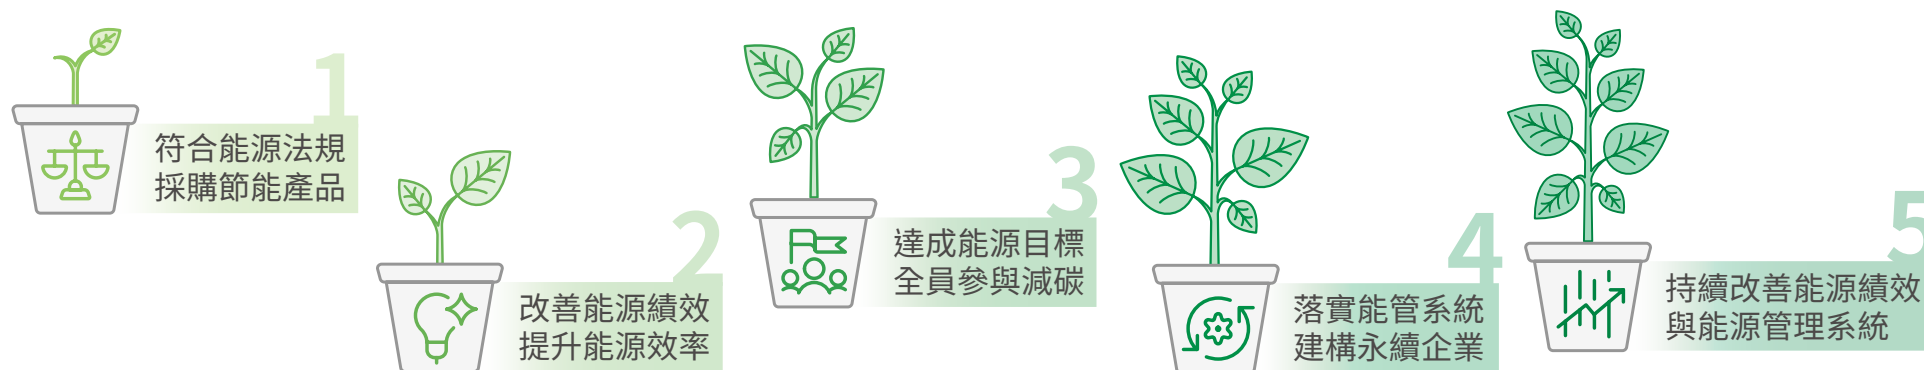 1
符合能源法規
採購節能產品
2
改善能源績效
提升能源效率
3
達成能源目標
全員參與減碳
4
落實能管系統
建構永續企業
5
持續改善能源績效
與能源管理系統